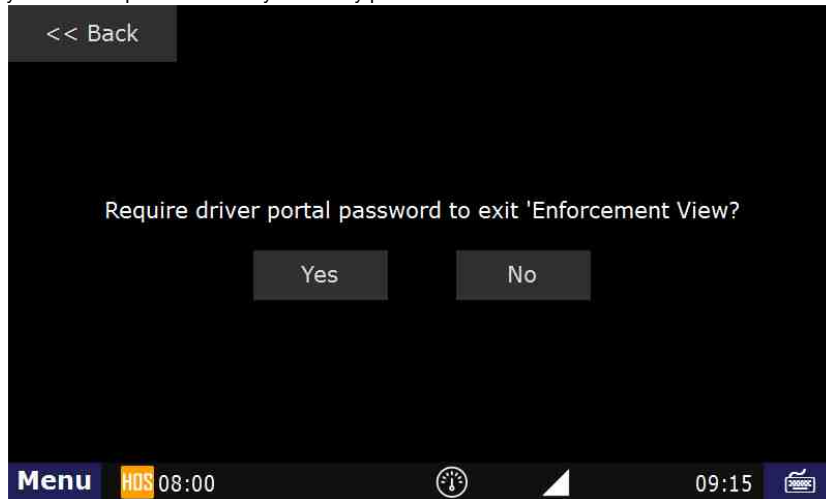 << Back
Require driver portal password to exit 'Enforcement View?
Yes No
Menu HOS 08:00 09:15